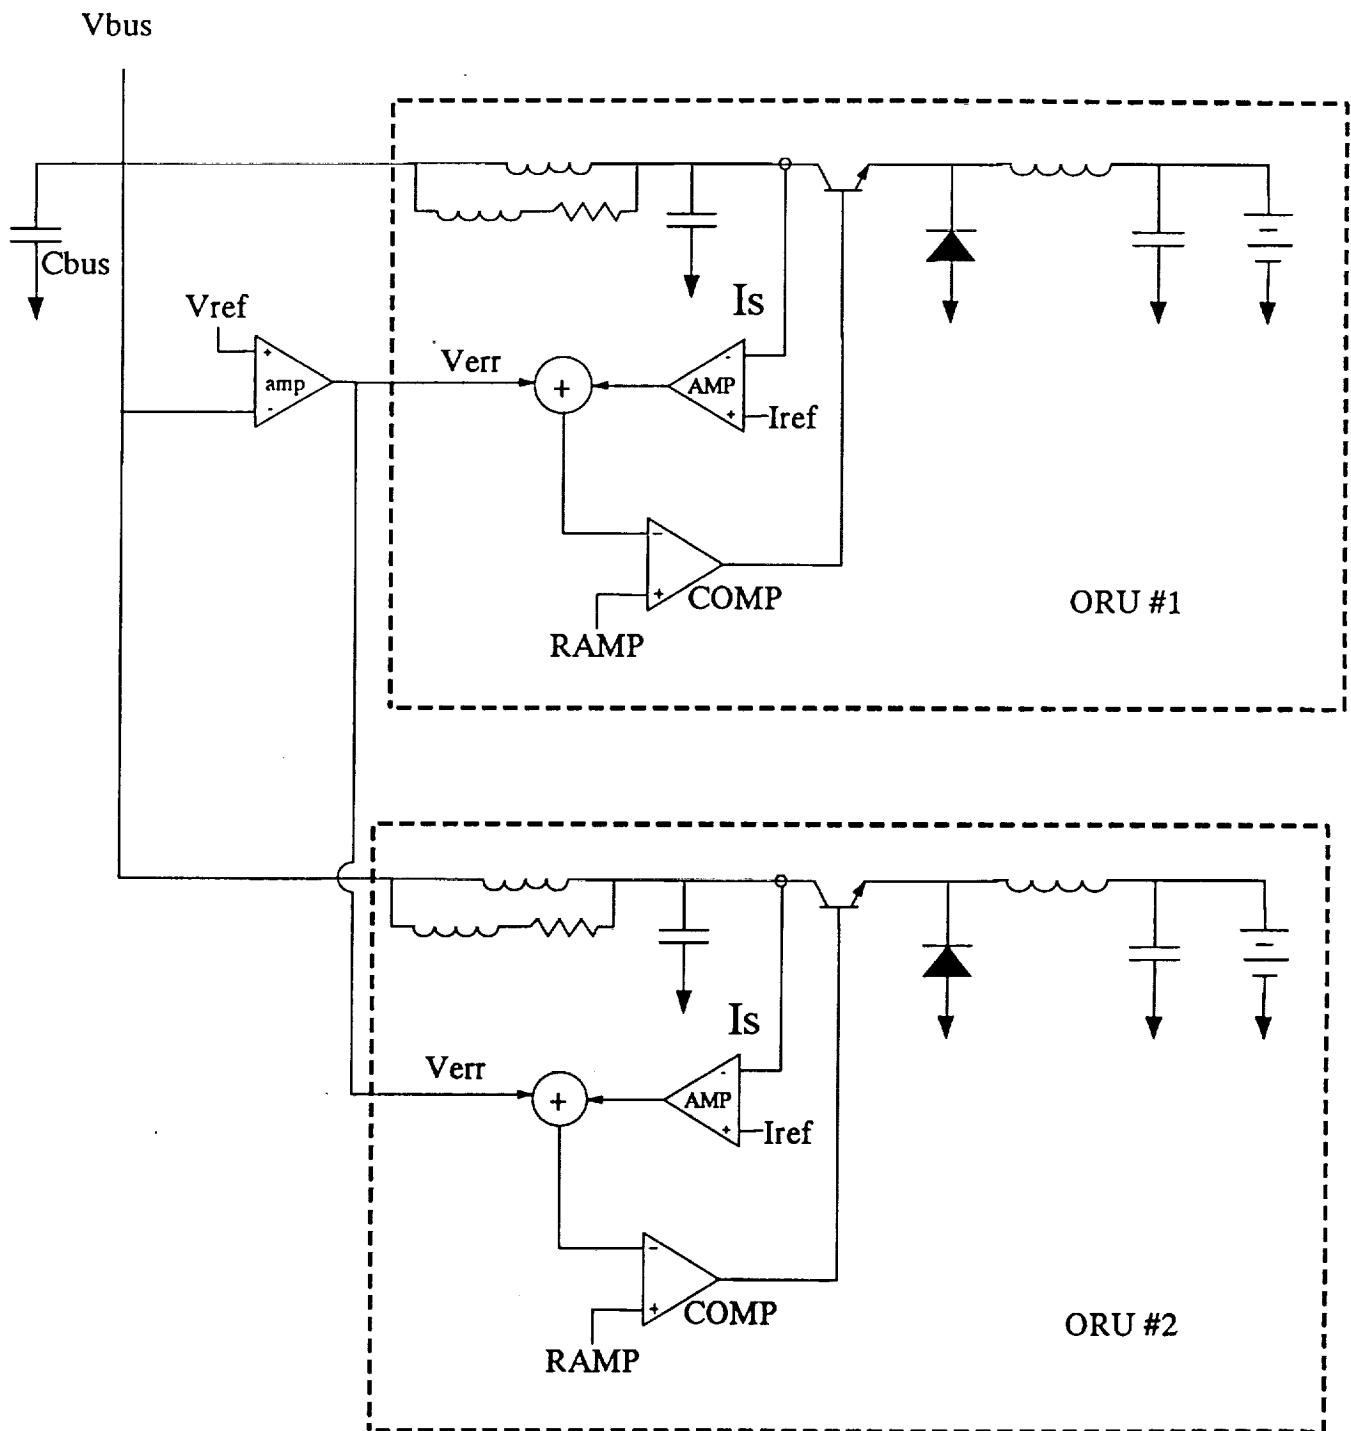 Vbus
Cbus
Vref
+
amp
-
Verr
+
Is
-
AMP
+
Iref
-
+
COMP
RAMP
ORU #1
Verr
+
Is
-
AMP
+
Iref
-
+
COMP
RAMP
ORU #2